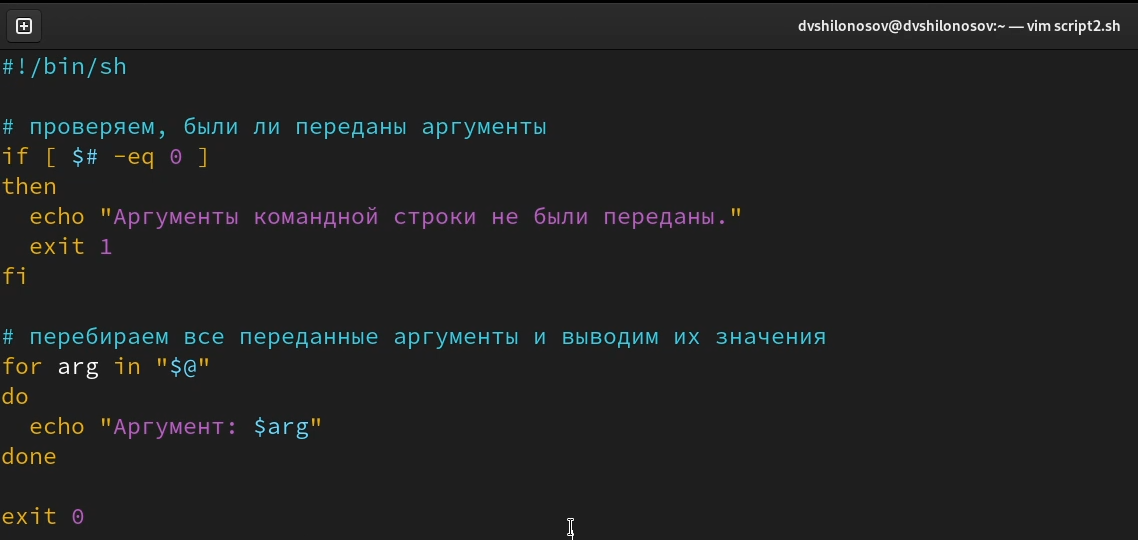 dvshilonosov@dvshilonosov:~ — vim script2.sh
#!/bin/sh
# проверяем, были ли переданы аргументы
if [ $# -eq 0 ]
then
  echo "Аргументы командной строки не были переданы."
  exit 1
fi
# перебираем все переданные аргументы и выводим их значения
for arg in "$@"
do
  echo "Аргумент: $arg"
done
exit 0